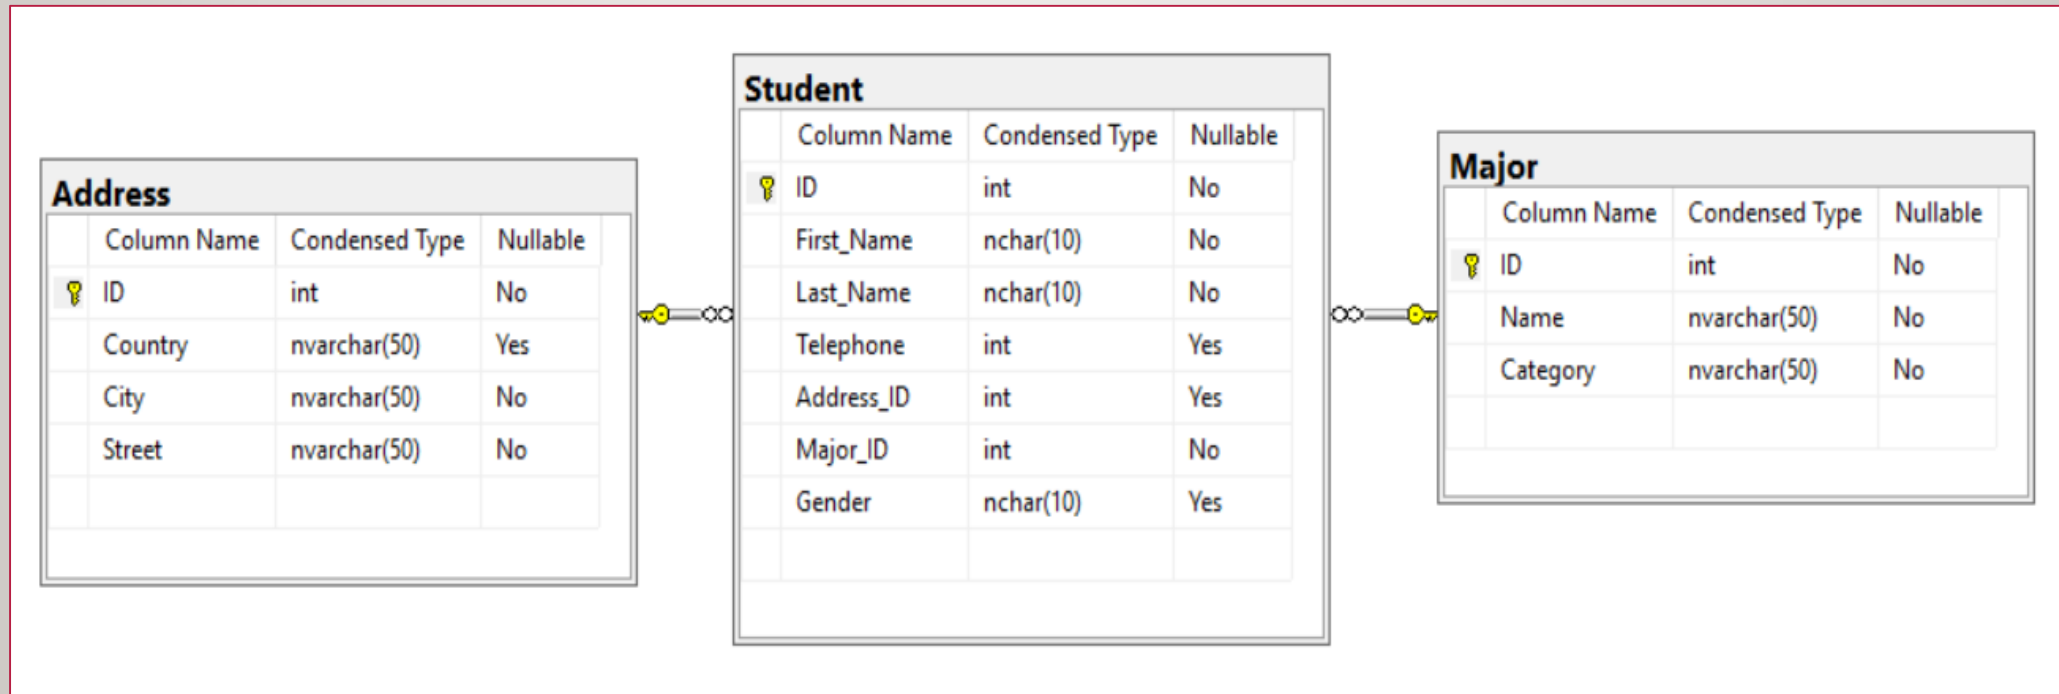 Address
Column Name Condensed Type Nullable
ID int No
Country nvarchar(50) Yes
City nvarchar(50) No
Street nvarchar(50) No
Student
Column Name Condensed Type Nullable
ID int No
First_Name nchar(10) No
Last_Name nchar(10) No
Telephone int Yes
Address_ID int Yes
Major_ID int No
Gender nchar(10) Yes
Major
Column Name Condensed Type Nullable
ID int No
Name nvarchar(50) No
Category nvarchar(50) No